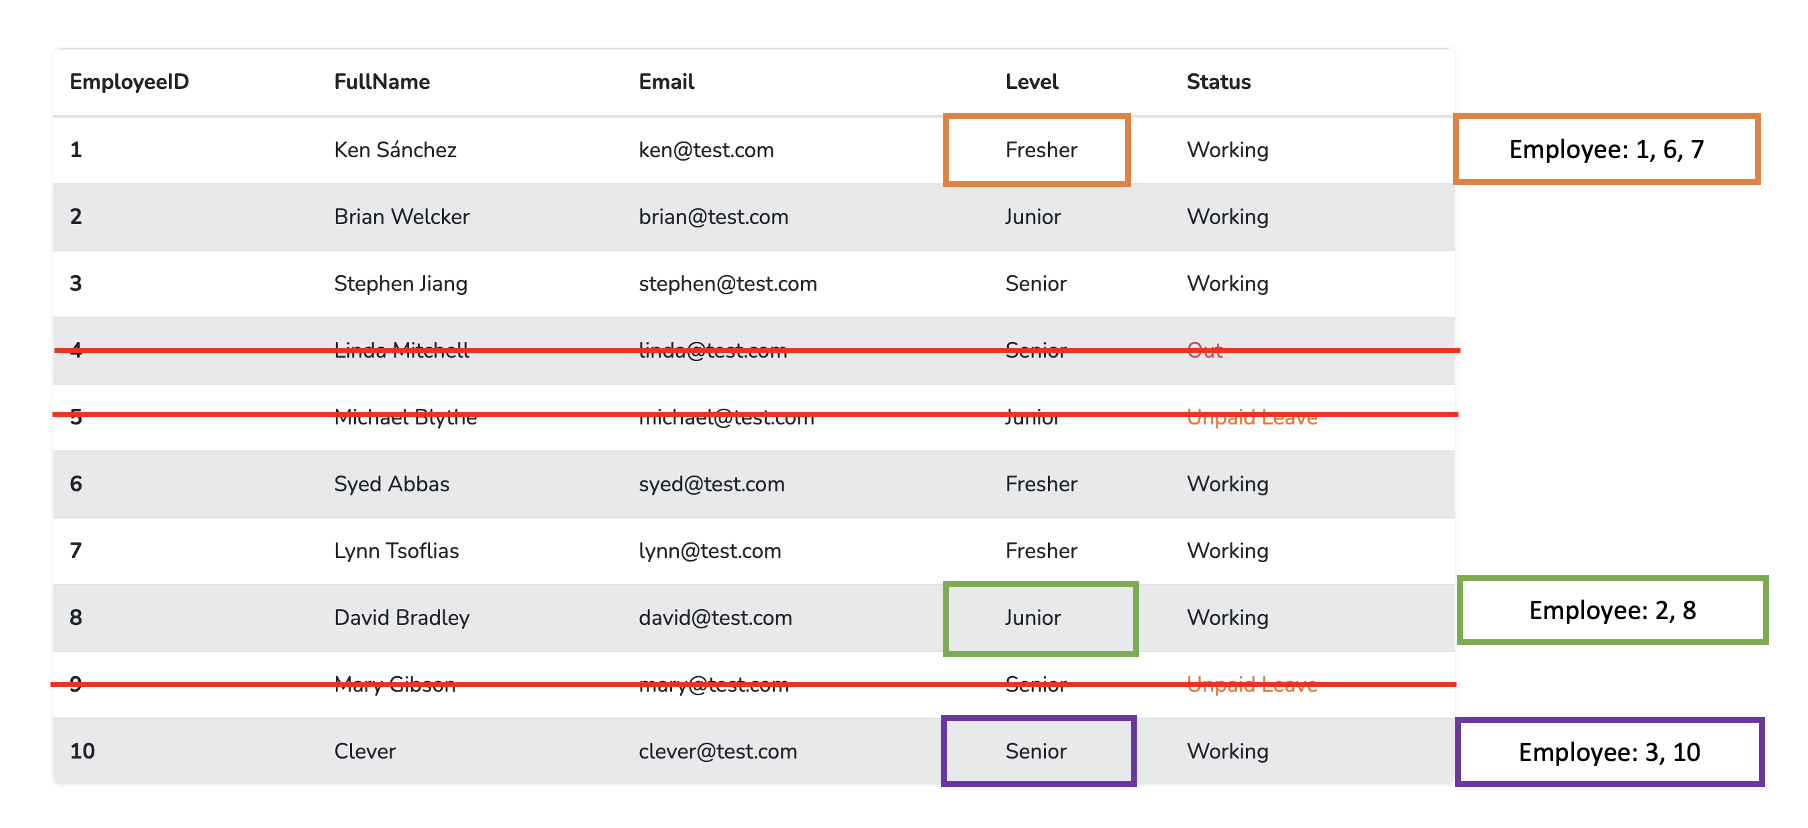 EmployeeID FullName Email Level Status
1 Ken Sánchez ken@test.com Fresher Working Employee: 1, 6, 7
2 Brian Welcker brian@test.com Junior Working
3 Stephen Jiang stephen@test.com Senior Working
4 Linda Mitchell linda@test.com Senior Out
5 Michael Blythe michael@test.com Junior Unpaid Leave
6 Syed Abbas syed@test.com Fresher Working
7 Lynn Tsoflias lynn@test.com Fresher Working
8 David Bradley david@test.com Junior Working Employee: 2, 8
9 Mary Gibson mary@test.com Senior Unpaid Leave
10 Clever clever@test.com Senior Working Employee: 3, 10